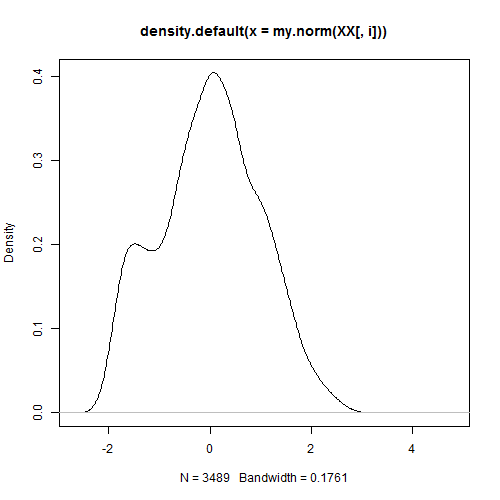 density.default(x = my.norm(XX[, i]))
Density
0.4
0.3
0.2
0.1
0.0
-2 0 2 4
N = 3489 Bandwidth = 0.1761